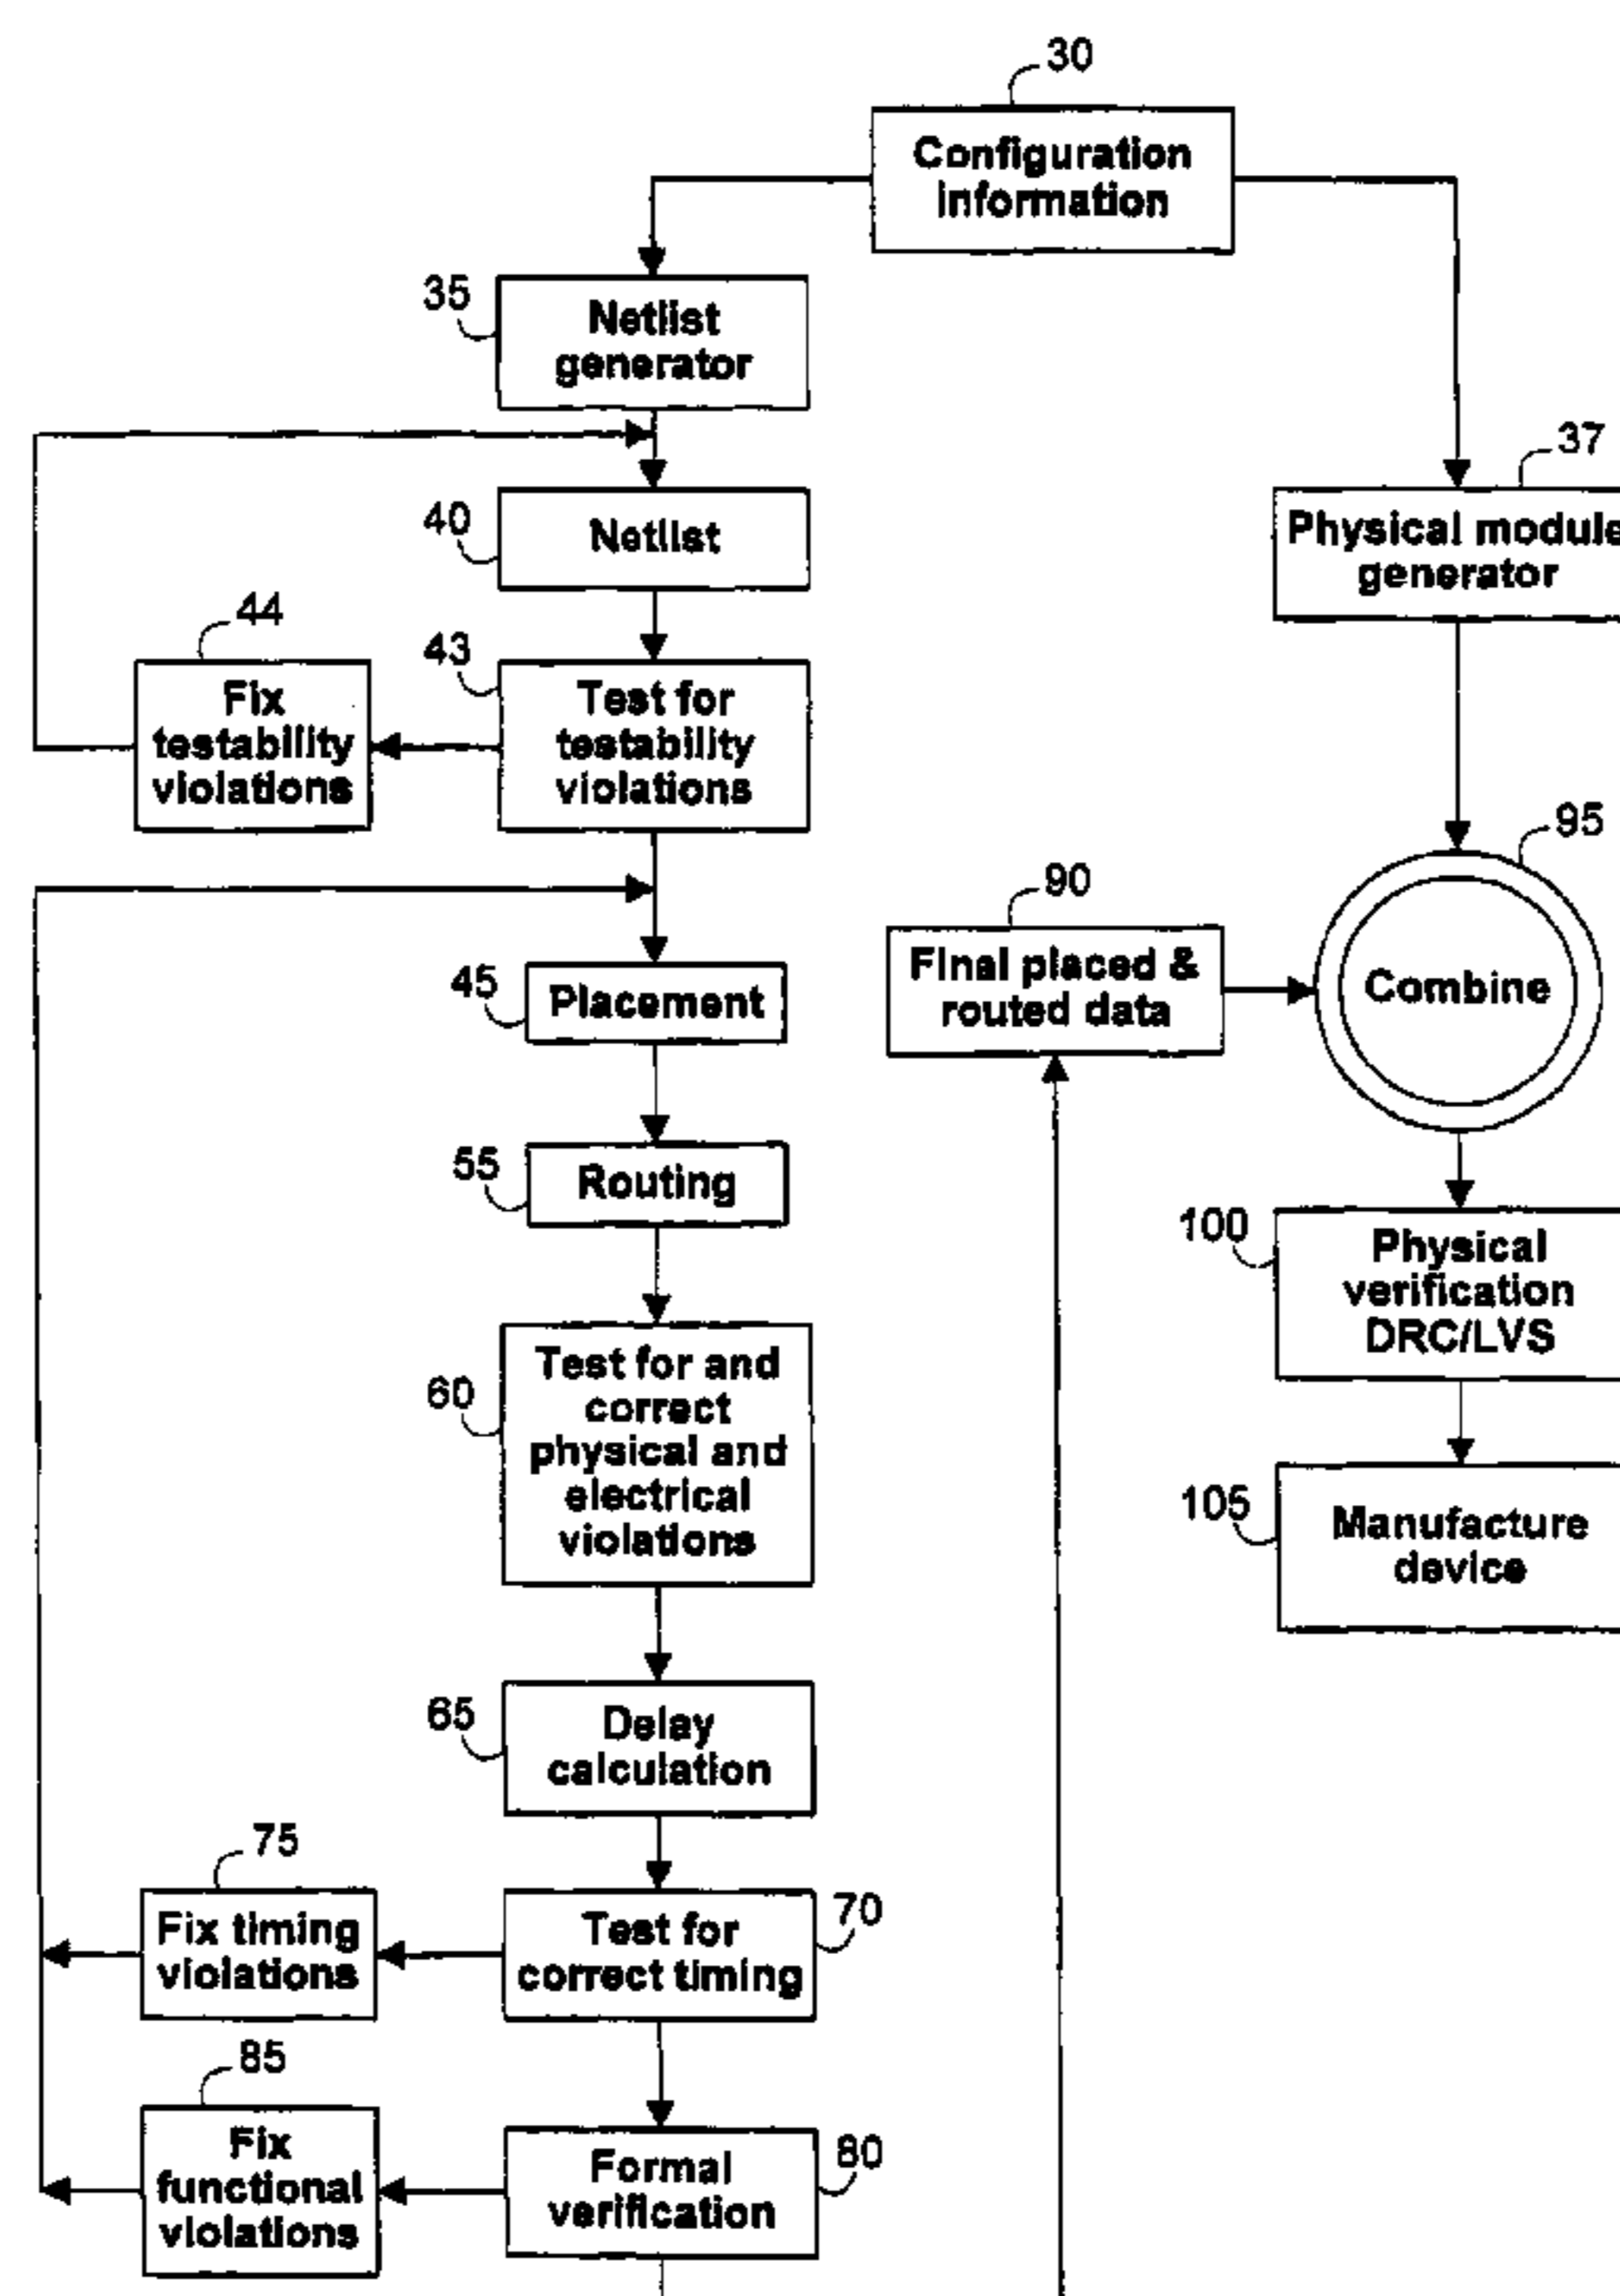 30
Configuration
information
35
Netlist
generator
37
Physical module
generator
40
Netlist
44
Fix
testability
violations
43
Test for
testability
violations
95
Combine
90
Final placed &
routed data
45
Placement
55
Routing
100
Physical
verification
DRC/LVS
60
Test for and
correct
physical and
electrical
violations
105
Manufacture
device
65
Delay
calculation
75
Fix timing
violations
70
Test for
correct timing
85
Fix
functional
violations
80
Formal
verification